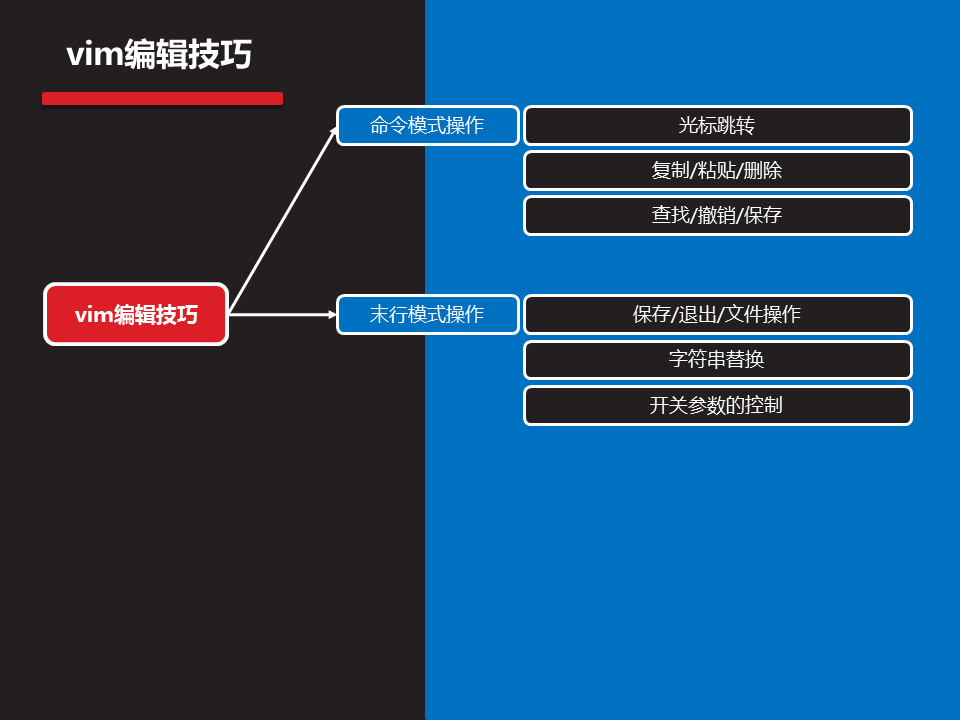 vim编辑技巧
命令模式操作
光标跳转
复制/粘贴/删除
查找/撤销/保存
vim编辑技巧
末行模式操作
保存/退出/文件操作
字符串替换
开关参数的控制